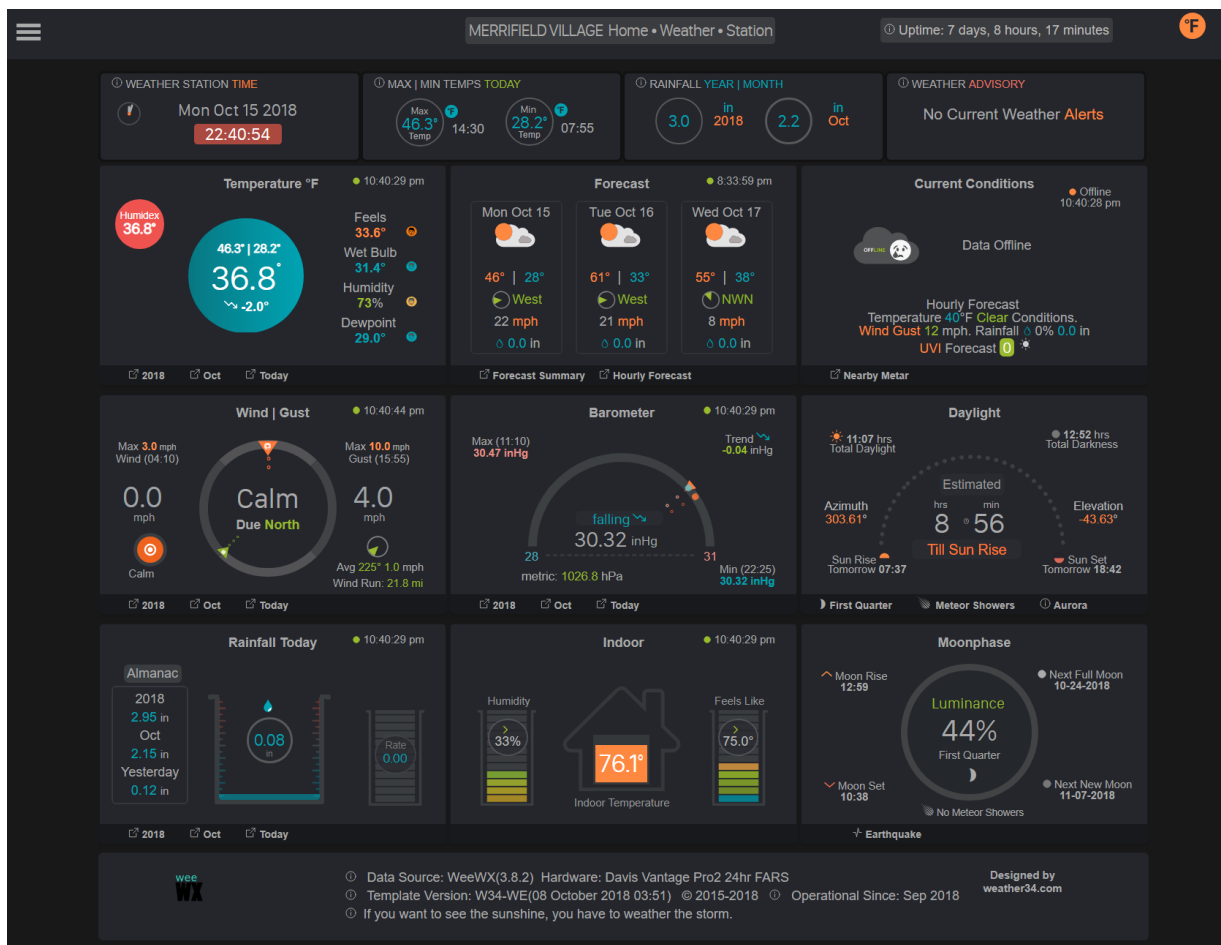 MERRIFIELD VILLAGE Home • Weather • Station
Uptime: 7 days, 8 hours, 17 minutes
°F
WEATHER STATION TIME
Mon Oct 15 2018
22:40:54
MAX | MIN TEMPS TODAY
Max
46.3°
Temp
°F
14:30
Min
28.2°
Temp
°F
07:55
RAINFALL YEAR | MONTH
3.0
in
2018
2.2
in
Oct
WEATHER ADVISORY
No Current Weather Alerts
Temperature °F
10:40:29 pm
Humidex
36.8°
46.3° | 28.2°
36.8°
-2.0°
Feels
33.6°
Wet Bulb
31.4°
Humidity
73%
Dewpoint
29.0°
2018 Oct Today
Forecast
8:33:59 pm
Mon Oct 15
46° | 28°
West
22 mph
0.0 in
Tue Oct 16
61° | 33°
West
21 mph
0.0 in
Wed Oct 17
55° | 38°
NWN
8 mph
0.0 in
Forecast Summary Hourly Forecast
Current Conditions
Offline
10:40:28 pm
OFFLINE
Data Offline
Hourly Forecast
Temperature 40°F Clear Conditions.
Wind Gust 12 mph. Rainfall 0% 0.0 in
UVI Forecast 0
Nearby Metar
Wind | Gust
10:40:44 pm
Max 3.0 mph
Wind (04:10)
Max 10.0 mph
Gust (15:55)
0.0
mph
Calm
Calm
Due North
4.0
mph
Avg 225° 1.0 mph
Wind Run: 21.8 mi
2018 Oct Today
Barometer
10:40:29 pm
Max (11:10)
30.47 inHg
Trend
-0.04 inHg
falling
30.32 inHg
28
31
metric: 1026.8 hPa
Min (22:25)
30.32 inHg
2018 Oct Today
Daylight
11:07 hrs
Total Daylight
12:52 hrs
Total Darkness
Estimated
hrs min
8 56
Till Sun Rise
Azimuth
303.61°
Elevation
-43.63°
Sun Rise
Tomorrow 07:37
Sun Set
Tomorrow 18:42
First Quarter Meteor Showers Aurora
Rainfall Today
10:40:29 pm
Almanac
2018
2.95 in
Oct
2.15 in
Yesterday
0.12 in
0.08
in
Rate
0.00
2018 Oct Today
Indoor
10:40:29 pm
Humidity
33%
76.1°
Indoor Temperature
Feels Like
75.0°
Moonphase
Moon Rise
12:59
Next Full Moon
10-24-2018
Luminance
44%
First Quarter
Moon Set
10:38
Next New Moon
11-07-2018
No Meteor Showers
Earthquake
wee
WX
Data Source: WeeWX(3.8.2) Hardware: Davis Vantage Pro2 24hr FARS
Template Version: W34-WE(08 October 2018 03:51) © 2015-2018 Operational Since: Sep 2018
If you want to see the sunshine, you have to weather the storm.
Designed by
weather34.com